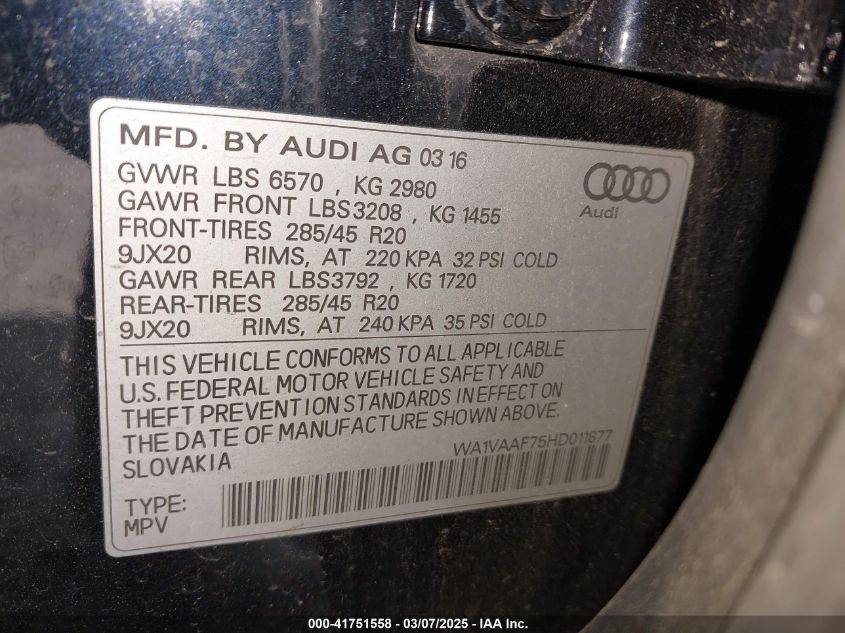 MFD. BY AUDI AG 03 16
GVWR LBS 6570 , KG 2980
GAWR FRONT LBS3208 , KG 1455
FRONT-TIRES 285/45 R20
9JX20 RIMS, AT 220 KPA 32 PSI COLD
GAWR REAR LBS3792 , KG 1720
REAR-TIRES 285/45 R20
9JX20 RIMS, AT 240 KPA 35 PSI COLD
Audi
THIS VEHICLE CONFORMS TO ALL APPLICABLE
U.S. FEDERAL MOTOR VEHICLE SAFETY AND
THEFT PREVENTION STANDARDS IN EFFECT ON
THE DATE OF MANUFACTURE SHOWN ABOVE.
SLOVAKIA
WA1VAAF75HD011677
TYPE:
MPV
000-41751558 - 03/07/2025 - IAA Inc.